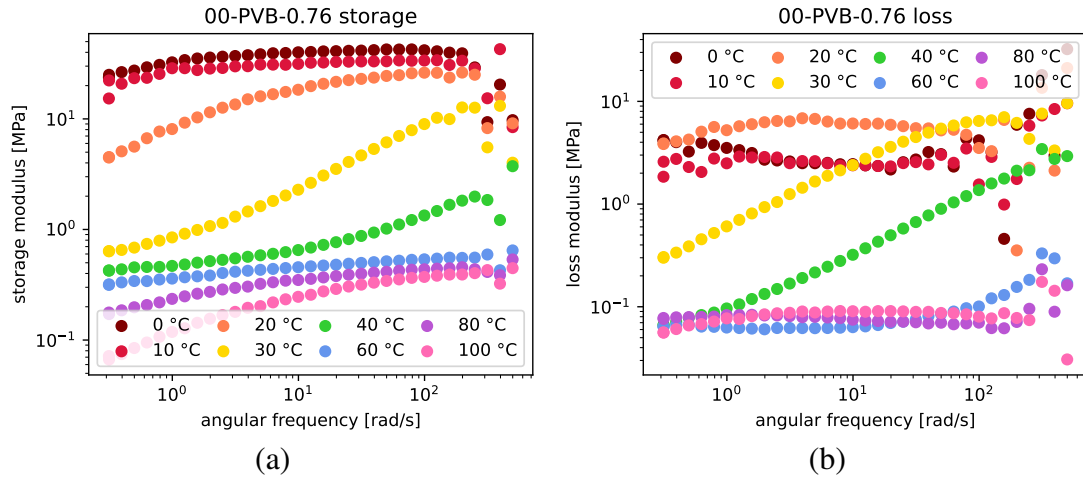 00-PVB-0.76 storage
storage modulus [MPa]
10¹
10⁰
10⁻¹
0 °C 20 °C 40 °C 80 °C
10 °C 30 °C 60 °C 100 °C
10⁰ 10¹ 10²
angular frequency [rad/s]
(a)
00-PVB-0.76 loss
loss modulus [MPa]
0 °C 20 °C 40 °C 80 °C
10 °C 30 °C 60 °C 100 °C
10¹
10⁰
10⁻¹
10⁰ 10¹ 10²
angular frequency [rad/s]
(b)